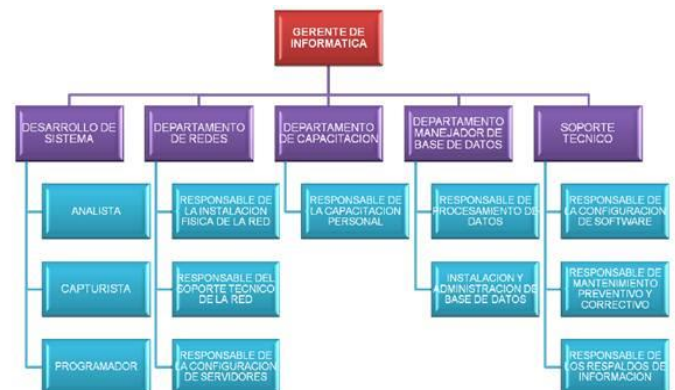 GERENTE DE
INFORMATICA
DESARROLLO DE
SISTEMA
DEPARTAMENTO
DE REDES
DEPARTAMENTO
DE CAPACITACION
DEPARTAMENTO
MANEJADOR DE
BASE DE DATOS
SOPORTE
TECNICO
ANALISTA
RESPONSABLE DE
LA INSTALACION
FISICA DE LA RED
RESPONSABLE DE
LA CAPACITACION
PERSONAL
RESPONSABLE DE
PROCESAMIENTO DE
DATOS
RESPONSABLE DE
LA CONFIGURACION
DE SOFTWARE
CAPTURISTA
RESPONSABLE DEL
SOPORTE TECNICO
DE LA RED
INSTALACION Y
ADMINISTRACION DE
BASE DE DATOS
RESPONSABLE DE
MANTENIMIENTO
PREVENTIVO Y
CORRECTIVO
PROGRAMADOR
RESPONSABLE DE
LA CONFIGURACION
DE SERVIDORES
RESPONSABLE DE
LOS RESPALDOS DE
INFORMACION